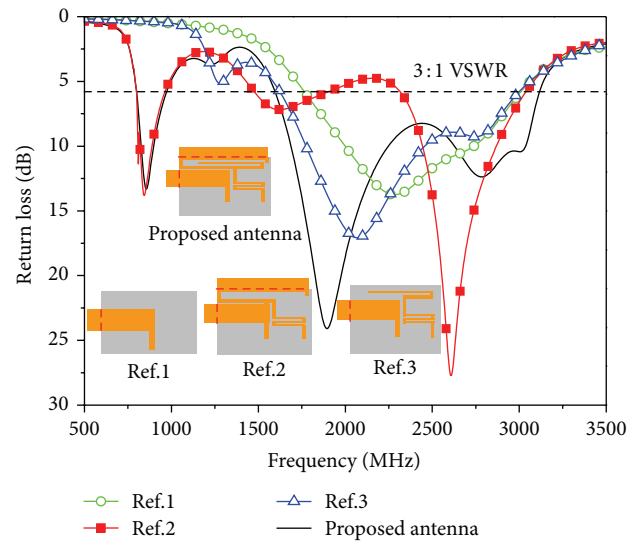 0
5
10
15
20
25
30
Return loss (dB)
3 : 1 VSWR
Proposed antenna
Ref.1
Ref.2
Ref.3
500
1000
1500
2000
2500
3000
3500
Frequency (MHz)
Ref.1
Ref.3
Ref.2
Proposed antenna